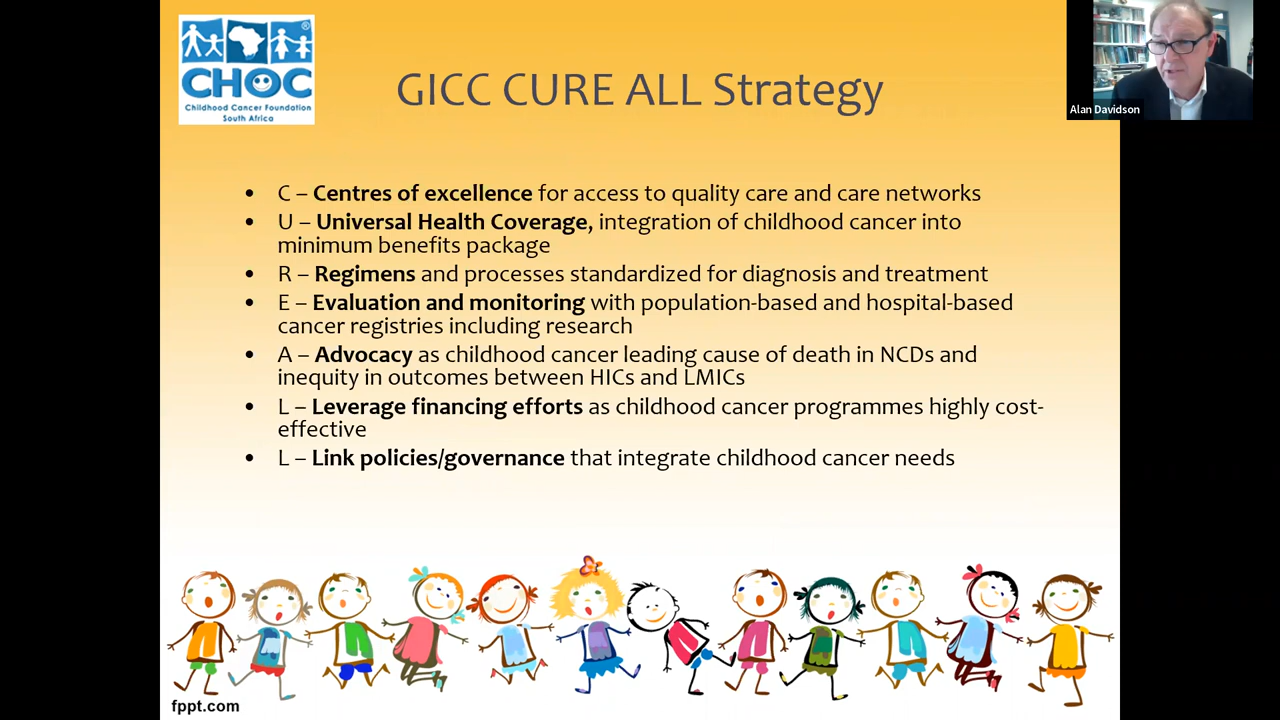 CHOC
®
Childhood Cancer Foundation
South Africa
GICC CURE ALL Strategy
Alan Davidson
• C – Centres of excellence for access to quality care and care networks
• U – Universal Health Coverage, integration of childhood cancer into
minimum benefits package
• R – Regimens and processes standardized for diagnosis and treatment
• E – Evaluation and monitoring with population-based and hospital-based
cancer registries including research
• A – Advocacy as childhood cancer leading cause of death in NCDs and
inequity in outcomes between HICs and LMICs
• L – Leverage financing efforts as childhood cancer programmes highly cost-
effective
• L – Link policies/governance that integrate childhood cancer needs
fppt.com